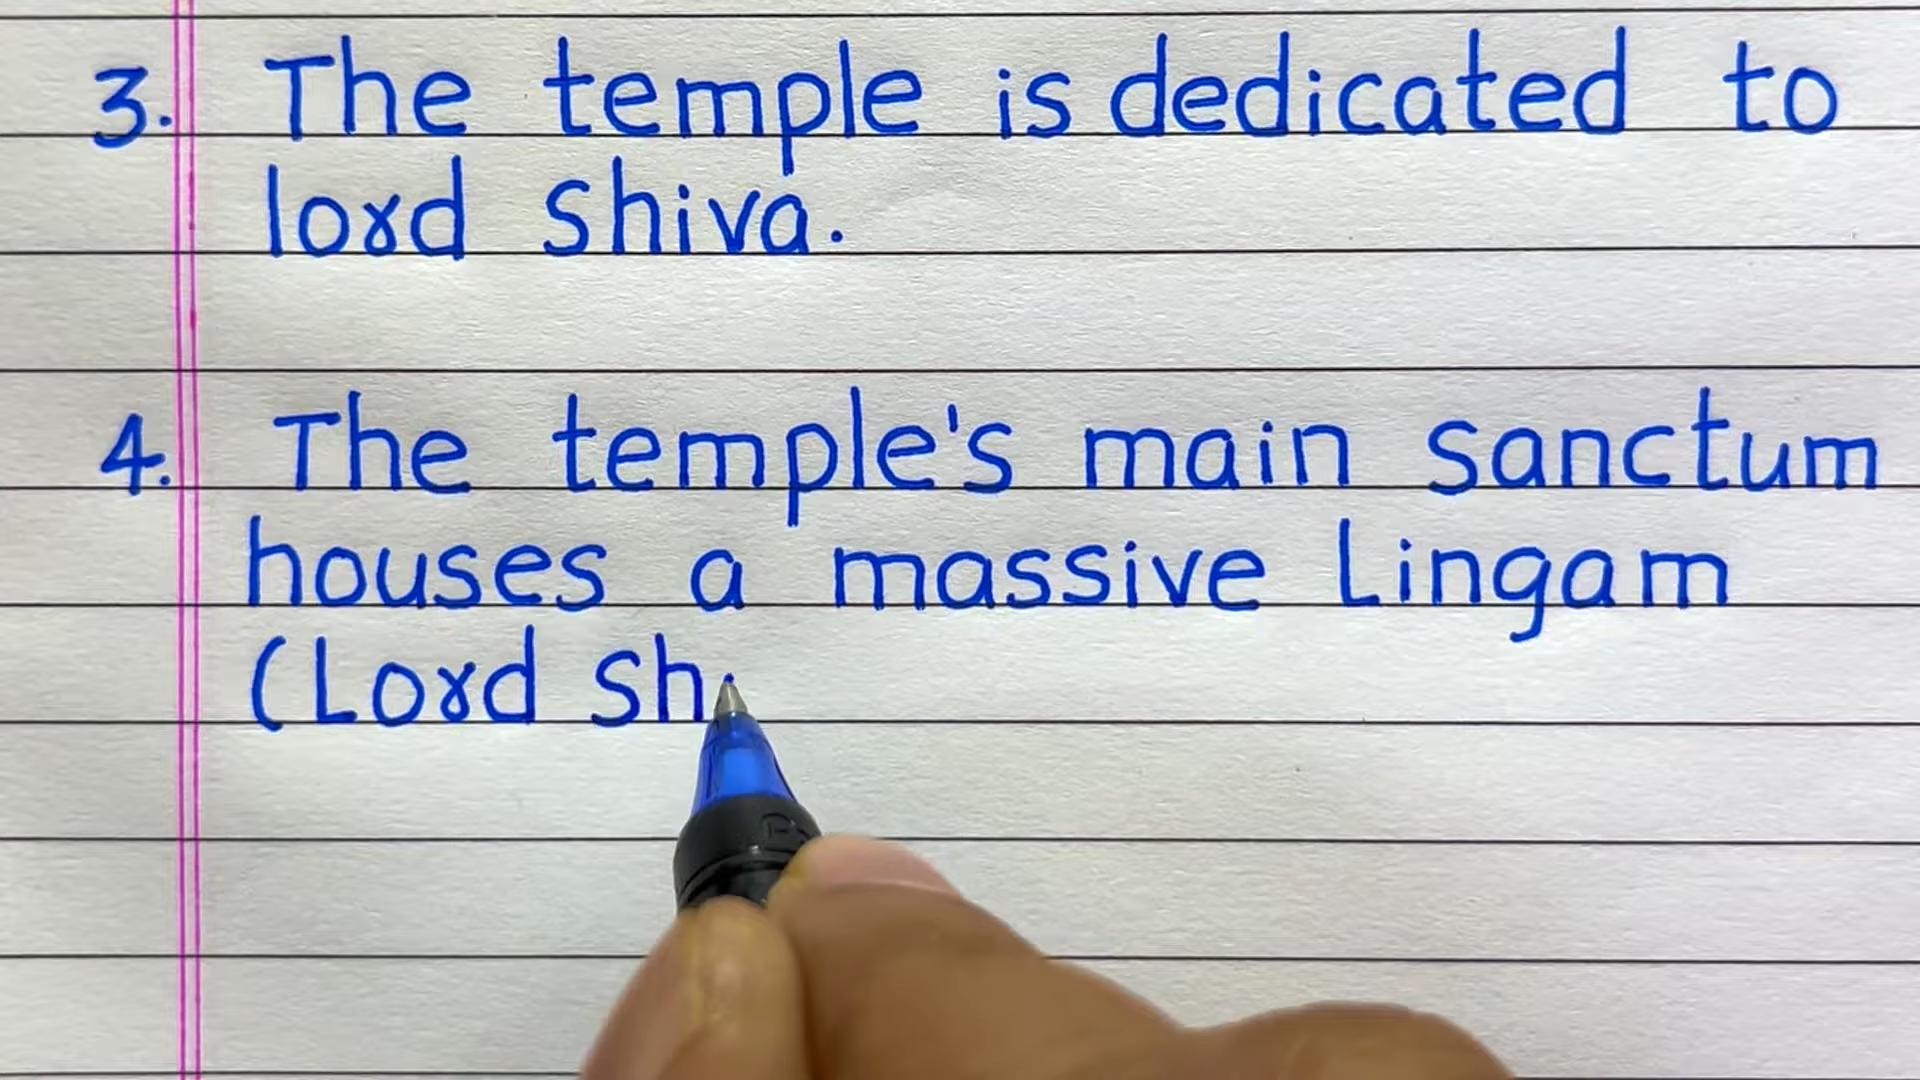 3. The temple is dedicated to
lord Shiva.
4. The temple's main sanctum
houses a massive Lingam
(Lord Sh